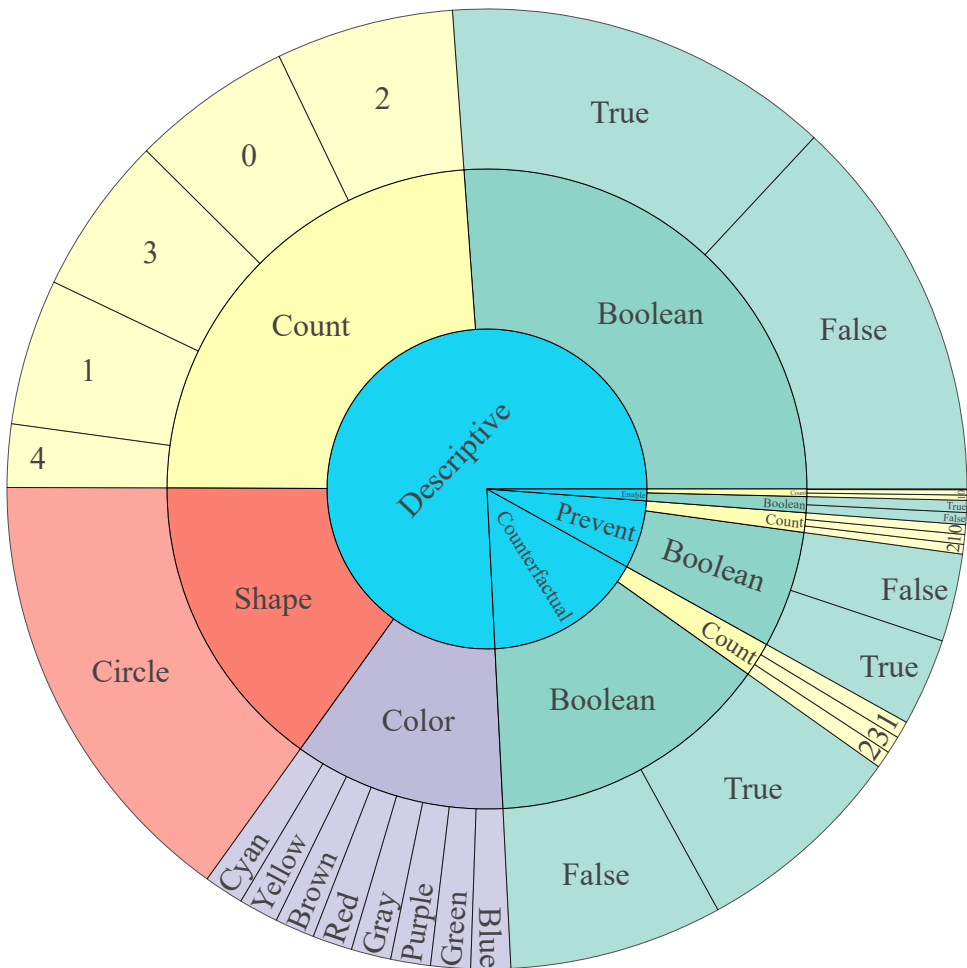 2
True
0
3
Count
Boolean
False
1
Descriptive
4
Enable
Count
Boolean
True
False
Prevent
Count
0
1
2
Counterfactual
Boolean
False
Shape
Count
True
Circle
Color
Boolean
1
3
2
True
False
Cyan
Yellow
Brown
Red
Gray
Purple
Green
Blue